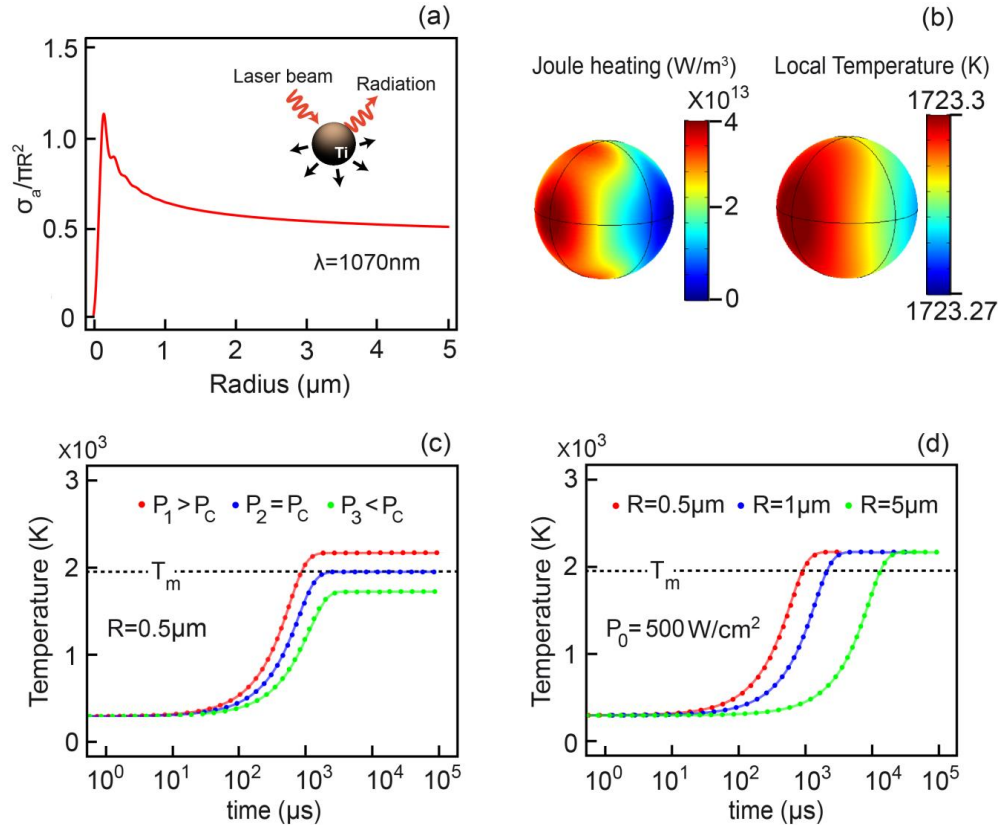 (a)
1.5
1.0
0.5
0
σa/πR²
Laser beam
Radiation
Ti
λ=1070nm
0 1 2 3 4 5
Radius (µm)
(b)
Joule heating (W/m³)
X10¹³
4
2
0
Local Temperature (K)
1723.3
1723.27
(c)
X10³
3
2
1
0
Temperature (K)
P₁ > P_C P₂ = P_C P₃ < P_C
Tₘ
R=0.5µm
10⁰ 10¹ 10² 10³ 10⁴ 10⁵
time (µs)
(d)
X10³
3
2
1
0
Temperature (K)
R=0.5µm R=1µm R=5µm
Tₘ
P₀ = 500 W/cm²
10⁰ 10¹ 10² 10³ 10⁴ 10⁵
time (µs)